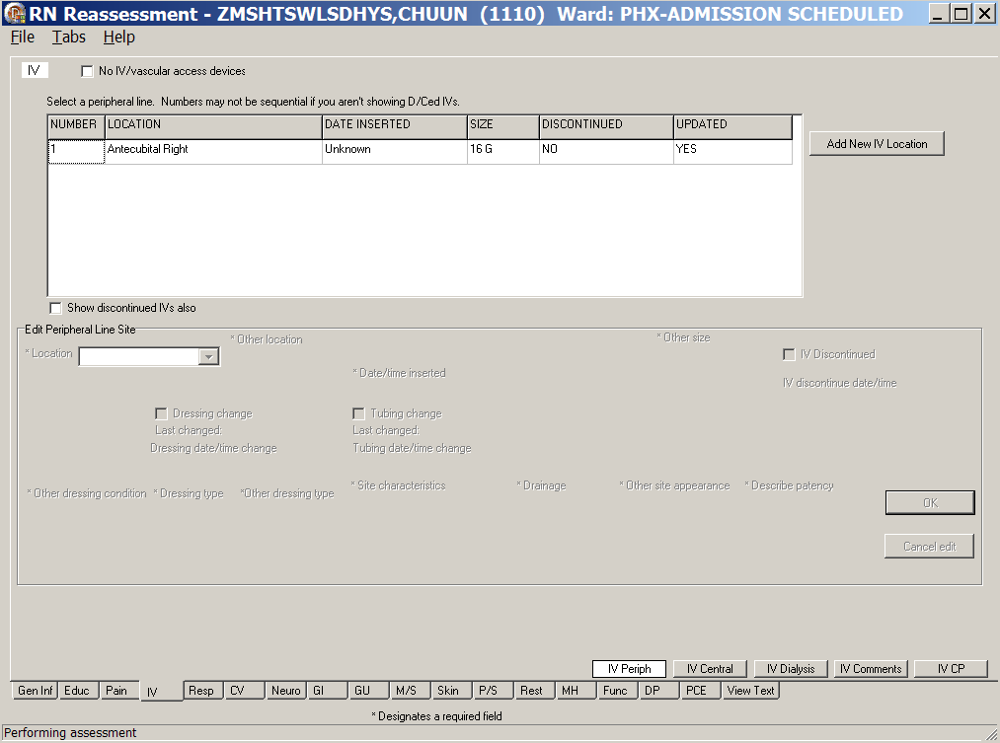 RN Reassessment - ZMSHTSWLSDHYS,CHUUN (1110) Ward: PHX-ADMISSION SCHEDULED
File Tabs Help
IV No IV/vascular access devices
Select a peripheral line. Numbers may not be sequential if you aren't showing D/Ced IVs.
NUMBER LOCATION DATE INSERTED SIZE DISCONTINUED UPDATED
1 Antecubital Right Unknown 16 G NO YES
Add New IV Location
Show discontinued IVs also
Edit Peripheral Line Site
* Location * Other location * Other size
IV Discontinued
* Date/time inserted IV discontinue date/time
Dressing change Tubing change
Last changed: Last changed:
Dressing date/time change Tubing date/time change
* Other dressing condition * Dressing type *Other dressing type * Site characteristics * Drainage * Other site appearance * Describe patency
OK
Cancel edit
IV Periph IV Central IV Dialysis IV Comments IV CP
Gen Inf Educ Pain IV Resp CV Neuro GI GU M/S Skin P/S Rest MH Func DP PCE View Text
* Designates a required field
Performing assessment